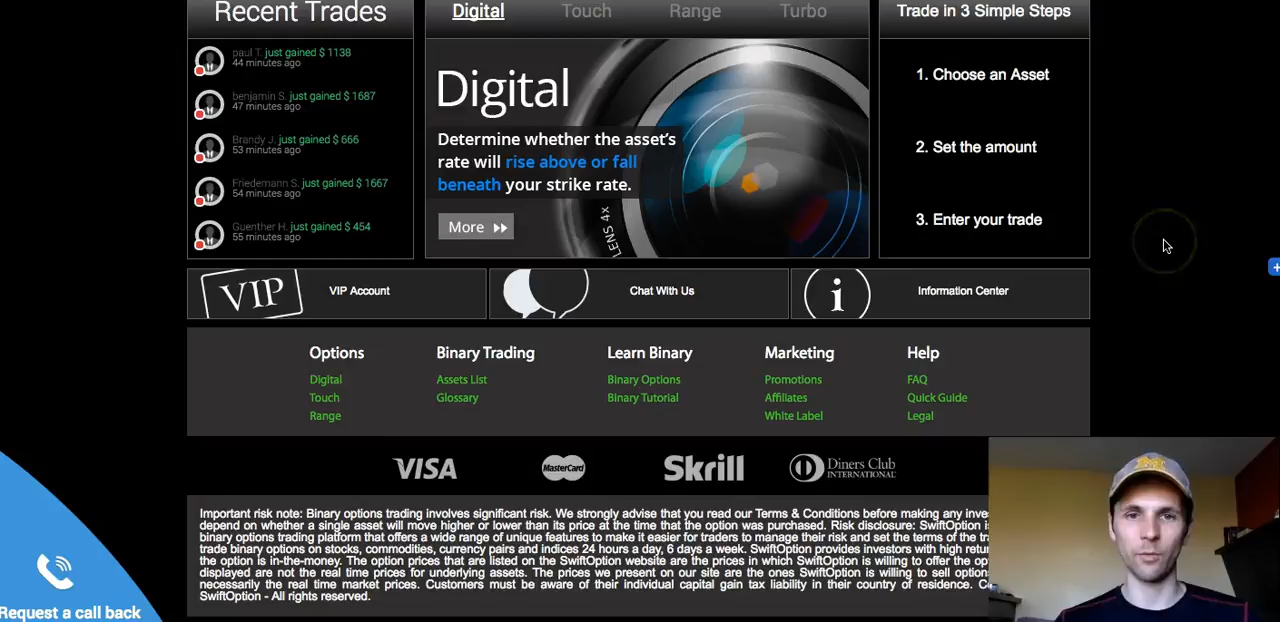 Recent Trades
paul T. just gained $ 1138
44 minutes ago
benjamin S. just gained $ 1687
47 minutes ago
Brandy J. just gained $ 666
53 minutes ago
Friedemann S. just gained $ 1667
54 minutes ago
Guenther H. just gained $ 454
55 minutes ago
Digital Touch Range Turbo
Digital
Determine whether the asset's
rate will rise above or fall
beneath your strike rate.
More
LENS 4x
Trade in 3 Simple Steps
1. Choose an Asset
2. Set the amount
3. Enter your trade
VIP VIP Account
Chat With Us
i Information Center
Options
Digital
Touch
Range
Binary Trading
Assets List
Glossary
Learn Binary
Binary Options
Binary Tutorial
Marketing
Promotions
Affiliates
White Label
Help
FAQ
Quick Guide
Legal
VISA MasterCard Skrill Diners Club
INTERNATIONAL
Important risk note: Binary options trading involves significant risk. We strongly advise that you read our Terms & Conditions before making any inve
depend on whether a single asset will move higher or lower than its price at the time that the option was purchased. Risk disclosure: SwiftOption i
binary options trading platform that offers a wide range of unique features to make it easier for traders to manage their risk and set the terms of the tr
trade binary options on stocks, commodities, currency pairs and indices 24 hours a day, 6 days a week. SwiftOption provides investors with high retur
the option is in-the-money. The option prices that are listed on the SwiftOption website are the prices in which SwiftOption is willing to offer the op
displayed are not the real time prices for underlying assets. The prices we present on our site are the ones SwiftOption is willing to sell option
necessarily the real time market prices. Customers must be aware of their individual capital gain tax liability in their country of residence. C
SwiftOption - All rights reserved.
Request a call back
M